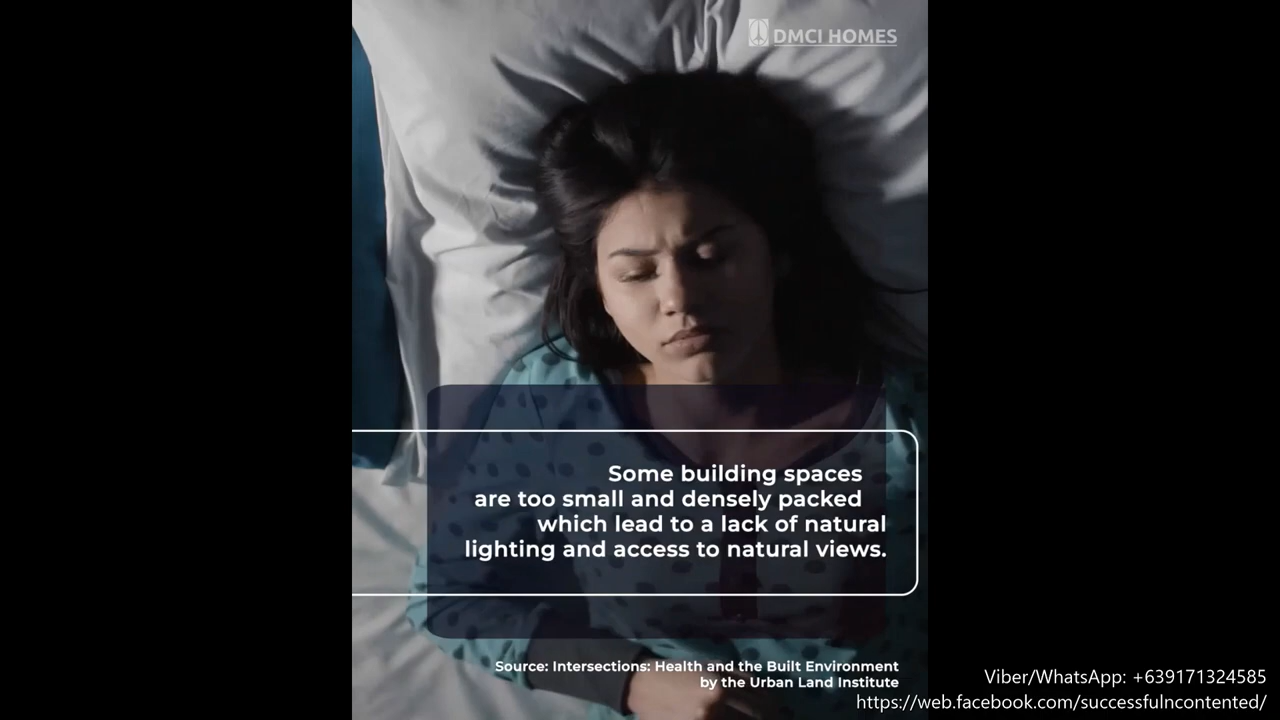 DMCI HOMES
Some building spaces
are too small and densely packed
which lead to a lack of natural
lighting and access to natural views.
Source: Intersections: Health and the Built Environment
by the Urban Land Institute
Viber/WhatsApp: +639171324585
https://web.facebook.com/successfulncontented/